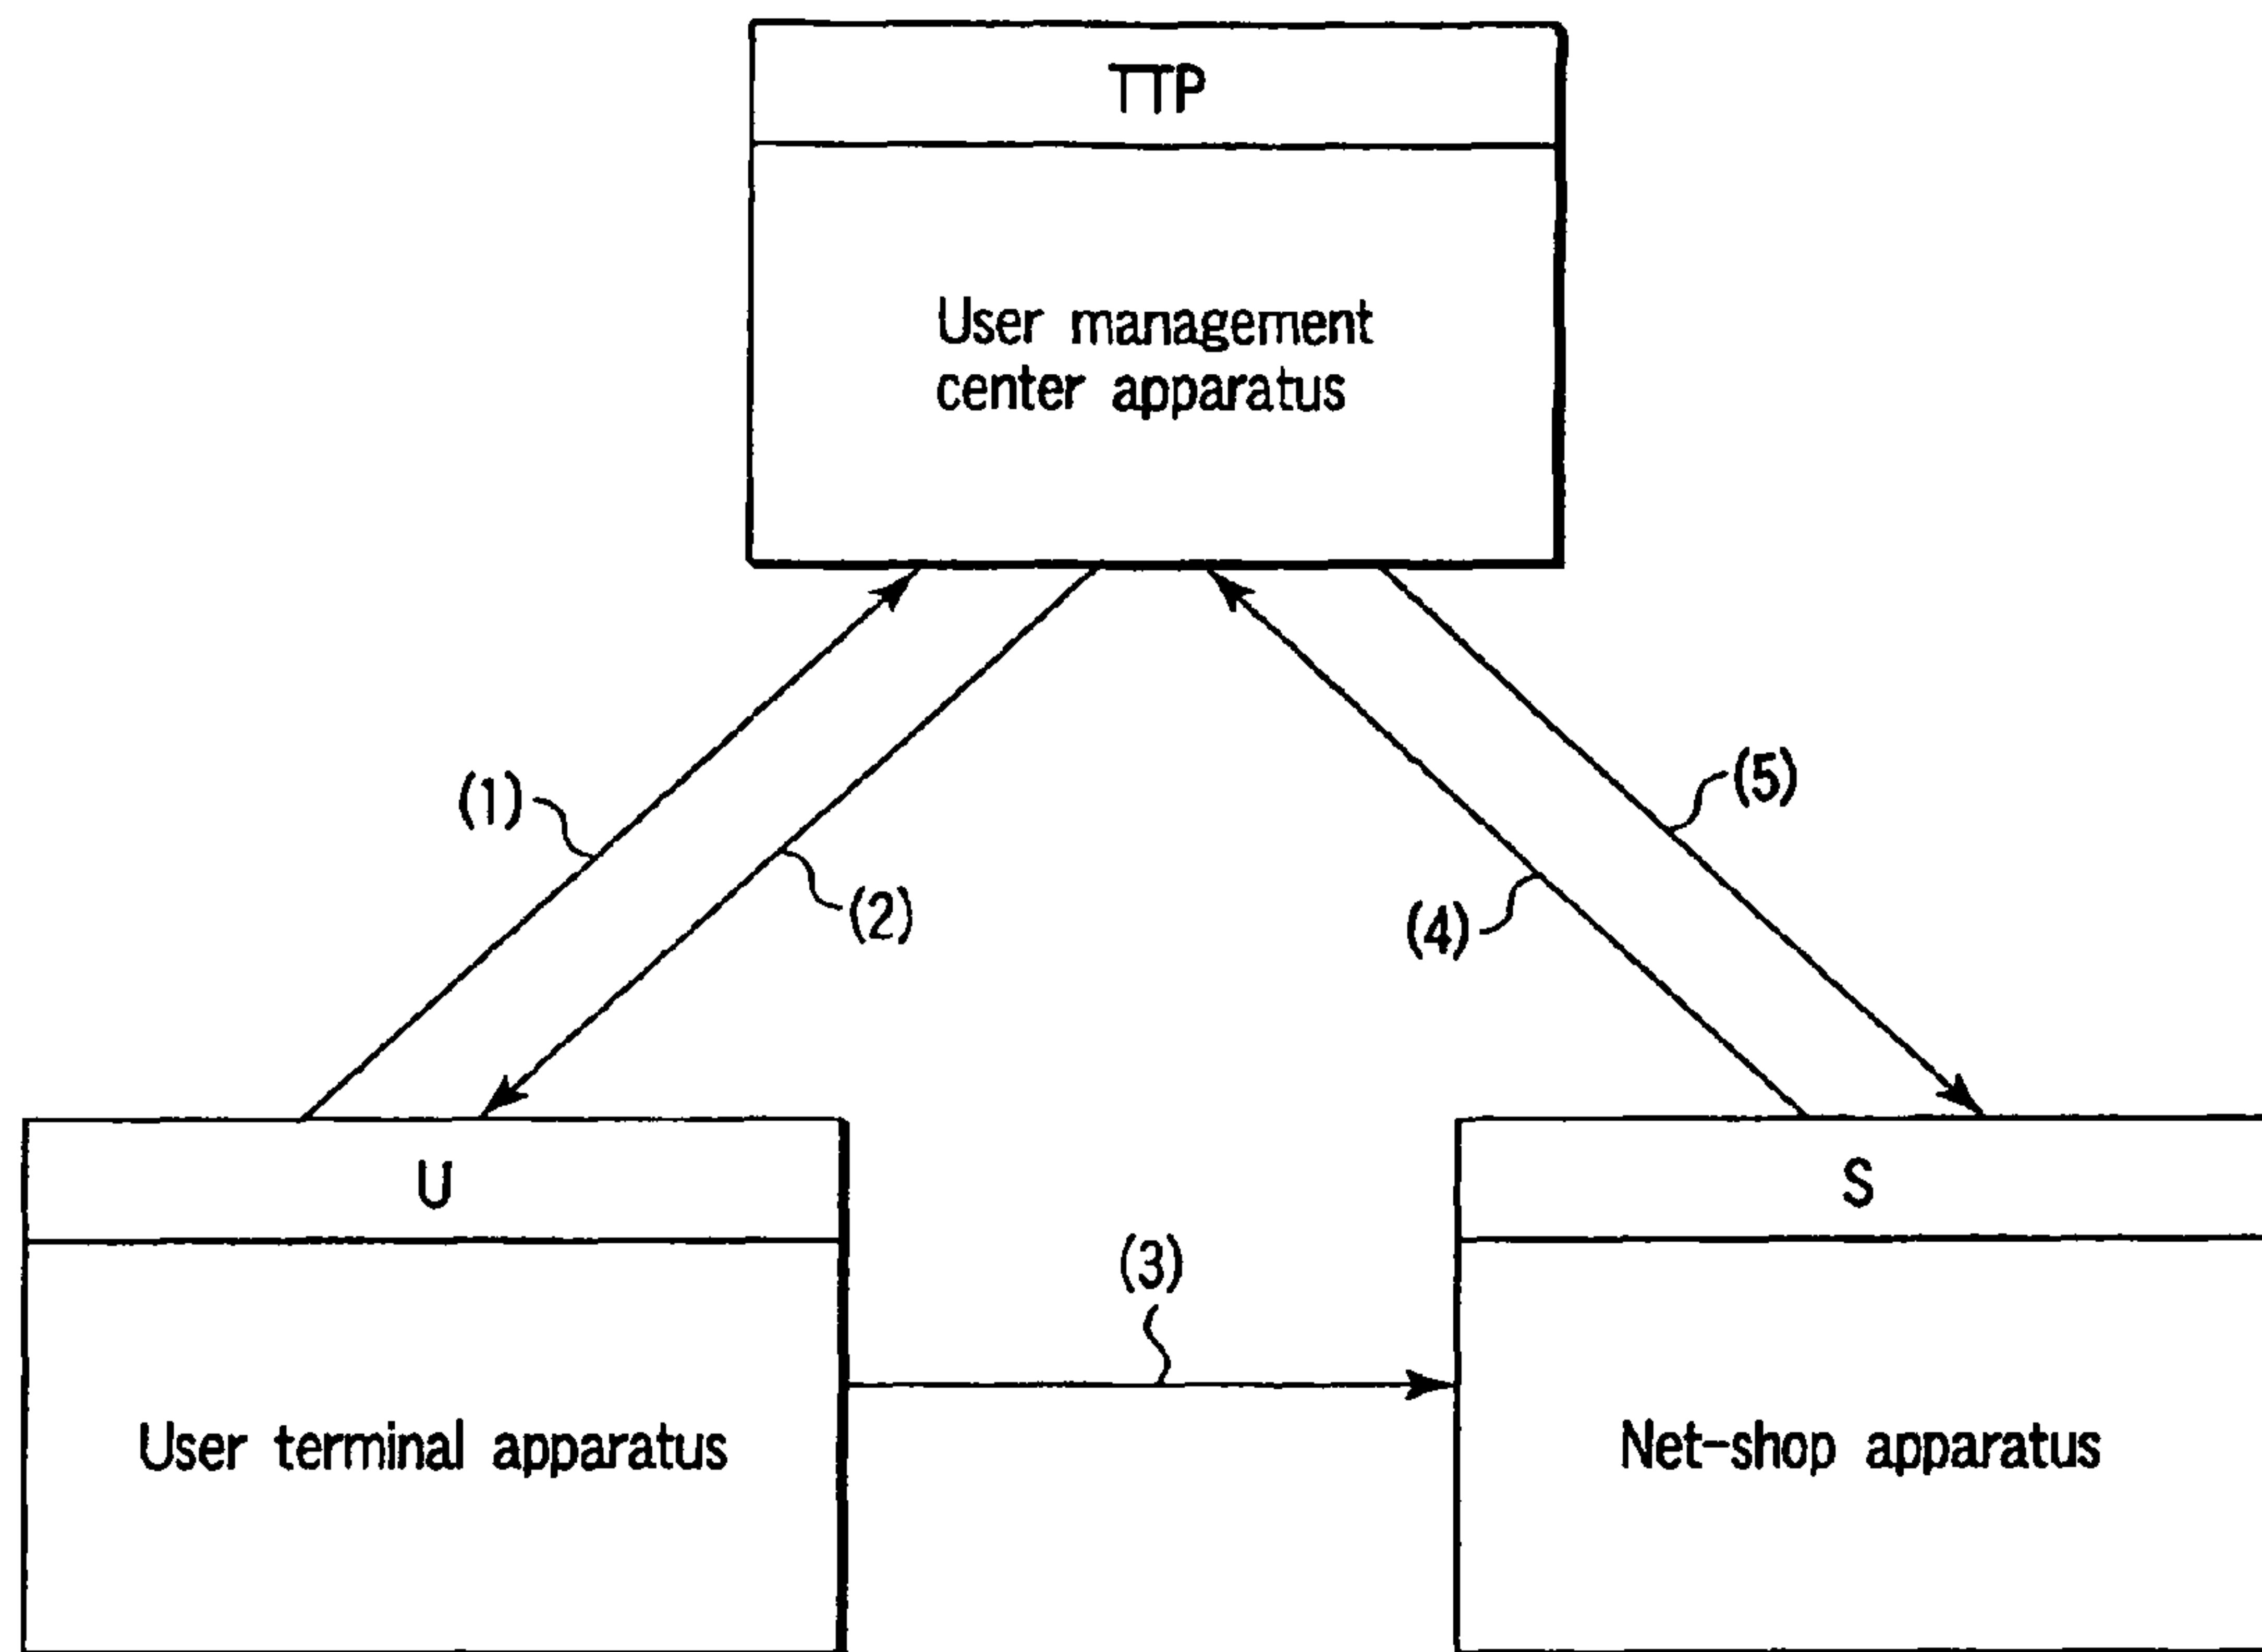 TTP
User management
center apparatus
(1)
(2)
(4)
(5)
U
S
(3)
User terminal apparatus
Net-shop apparatus